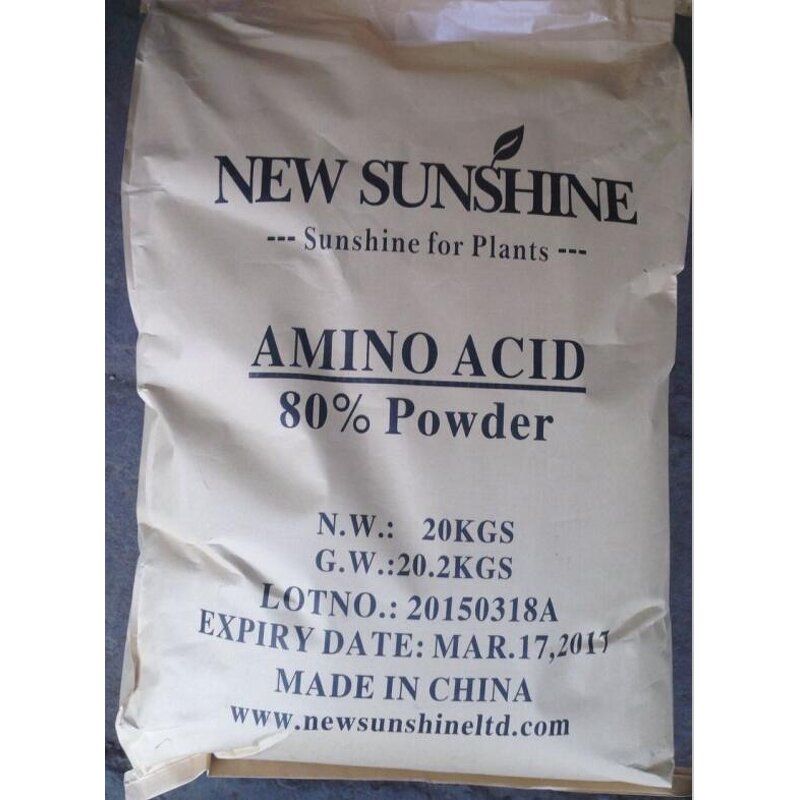 NEW SUNSHINE
--- Sunshine for Plants ---
AMINO ACID
80% Powder
N.W.: 20KGS
G.W.:20.2KGS
LOTNO.: 20150318A
EXPIRY DATE: MAR.17,2017
MADE IN CHINA
www.newsunshineltd.com